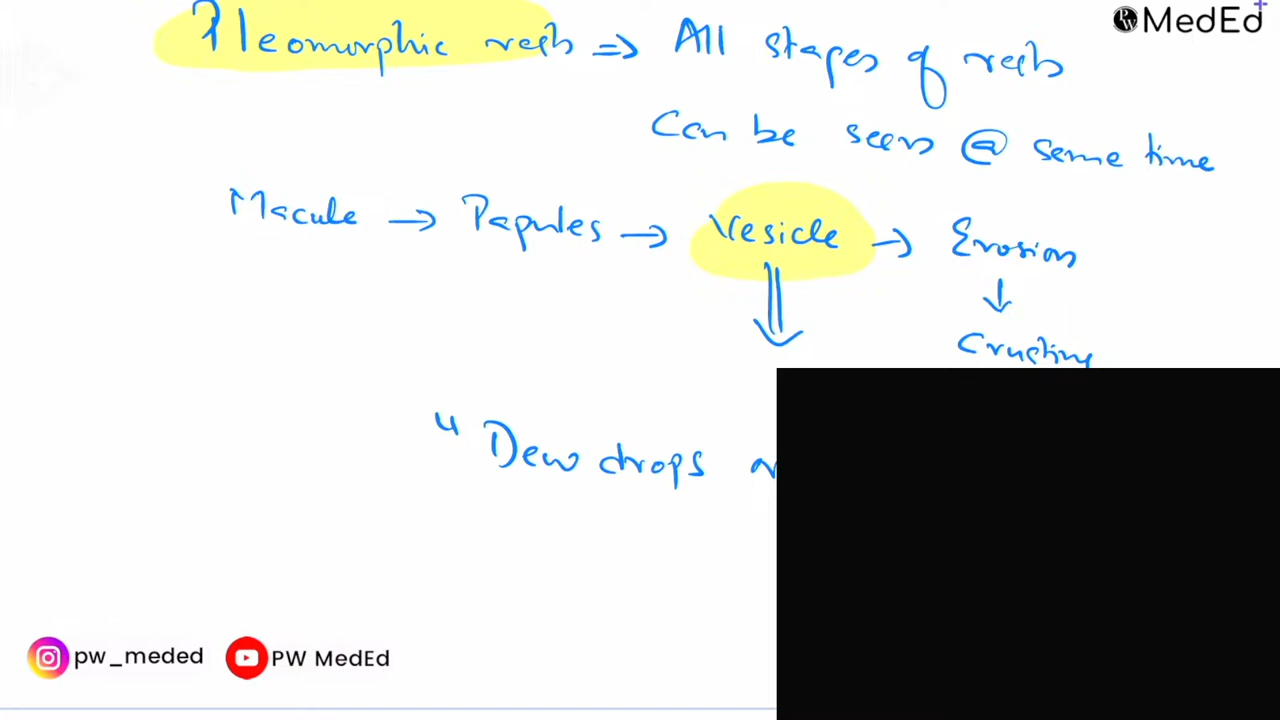 MedEd
Pleomorphic rash => All stages of rash
Can be seen @ same time
Macule → Papules → Vesicle → Erosion
↓
Crusting
" Dew drops
pw_meded
PW MedEd